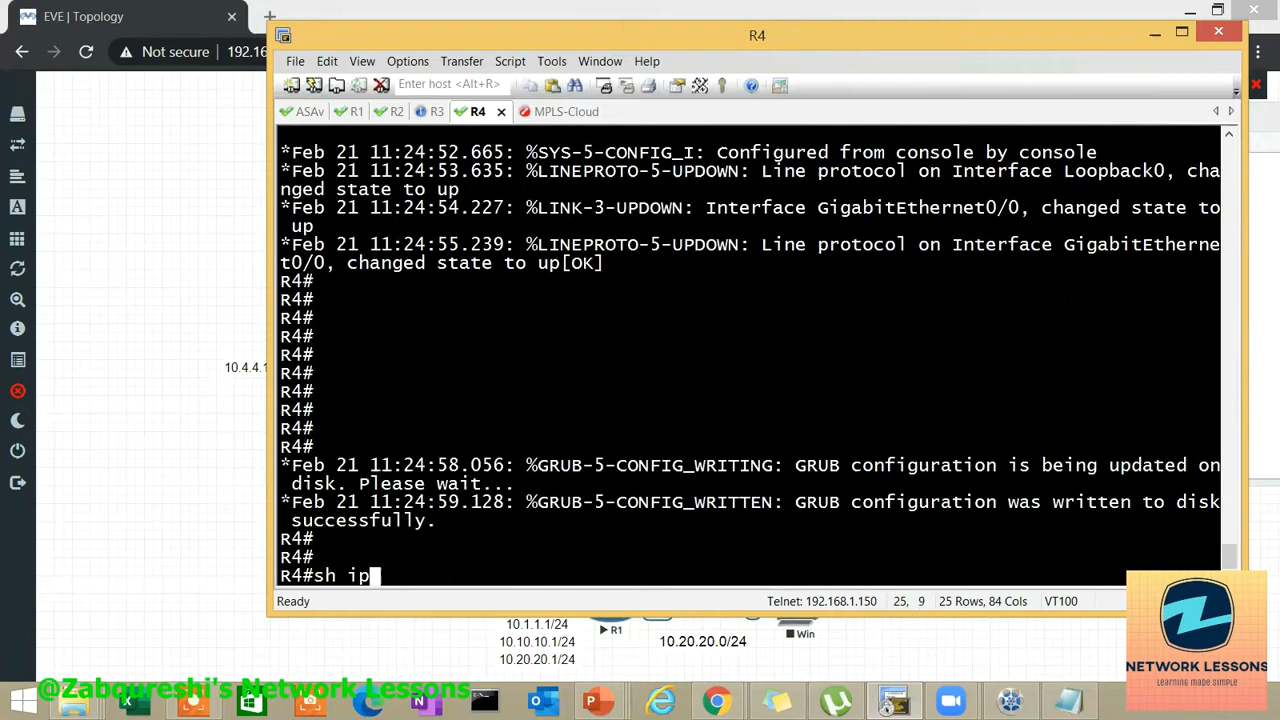 EVE | Topology
Not secure
192.16
R4
File Edit View Options Transfer Script Tools Window Help
Enter host <Alt+R>
ASAv R1 R2 R3 R4 MPLS-Cloud
*Feb 21 11:24:52.665: %SYS-5-CONFIG_I: Configured from console by console
*Feb 21 11:24:53.635: %LINEPROTO-5-UPDOWN: Line protocol on Interface Loopback0, cha
nged state to up
*Feb 21 11:24:54.227: %LINK-3-UPDOWN: Interface GigabitEthernet0/0, changed state to
up
*Feb 21 11:24:55.239: %LINEPROTO-5-UPDOWN: Line protocol on Interface GigabitEtherne
t0/0, changed state to up[OK]
R4#
R4#
R4#
R4#
R4#
R4#
R4#
R4#
R4#
R4#
*Feb 21 11:24:58.056: %GRUB-5-CONFIG_WRITING: GRUB configuration is being updated on
disk. Please wait...
*Feb 21 11:24:59.128: %GRUB-5-CONFIG_WRITTEN: GRUB configuration was written to disk
successfully.
R4#
R4#
R4#sh ip
10.4.4.1
Ready
Telnet: 192.168.1.150 25, 9 25 Rows, 84 Cols VT100
10.1.1.1/24
10.10.10.1/24
10.20.20.1/24
R1
10.20.20.0/24
Win
NETWORK LESSONS
LEARNING MADE SIMPLE
@Zabqureshi's Network Lessons